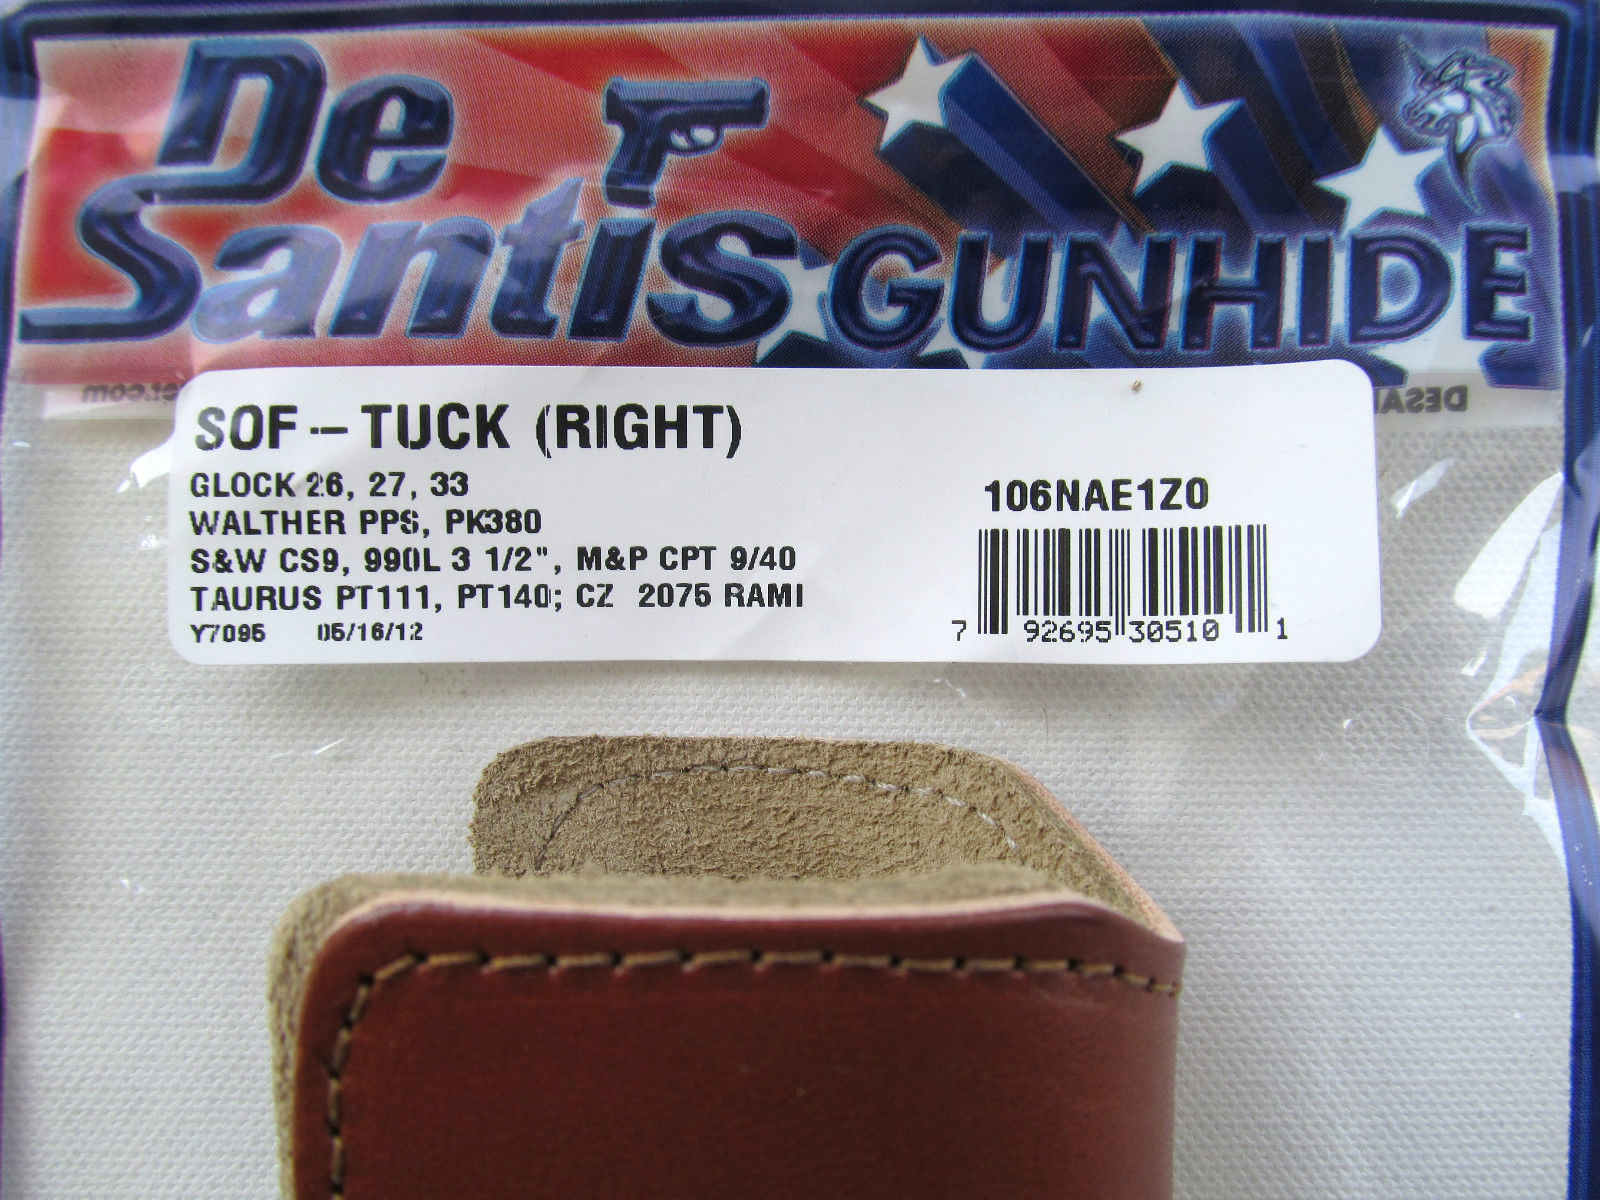 De
Santis GUNHIDE
SOF-TUCK (RIGHT)
GLOCK 26, 27, 33
WALTHER PPS, PK380
S&W CS9, 990L 3 1/2", M&P CPT 9/40
TAURUS PT111, PT140; CZ 2075 RAMI
Y7095 05/16/12
106NAE1Z0
7 92695 30510 1